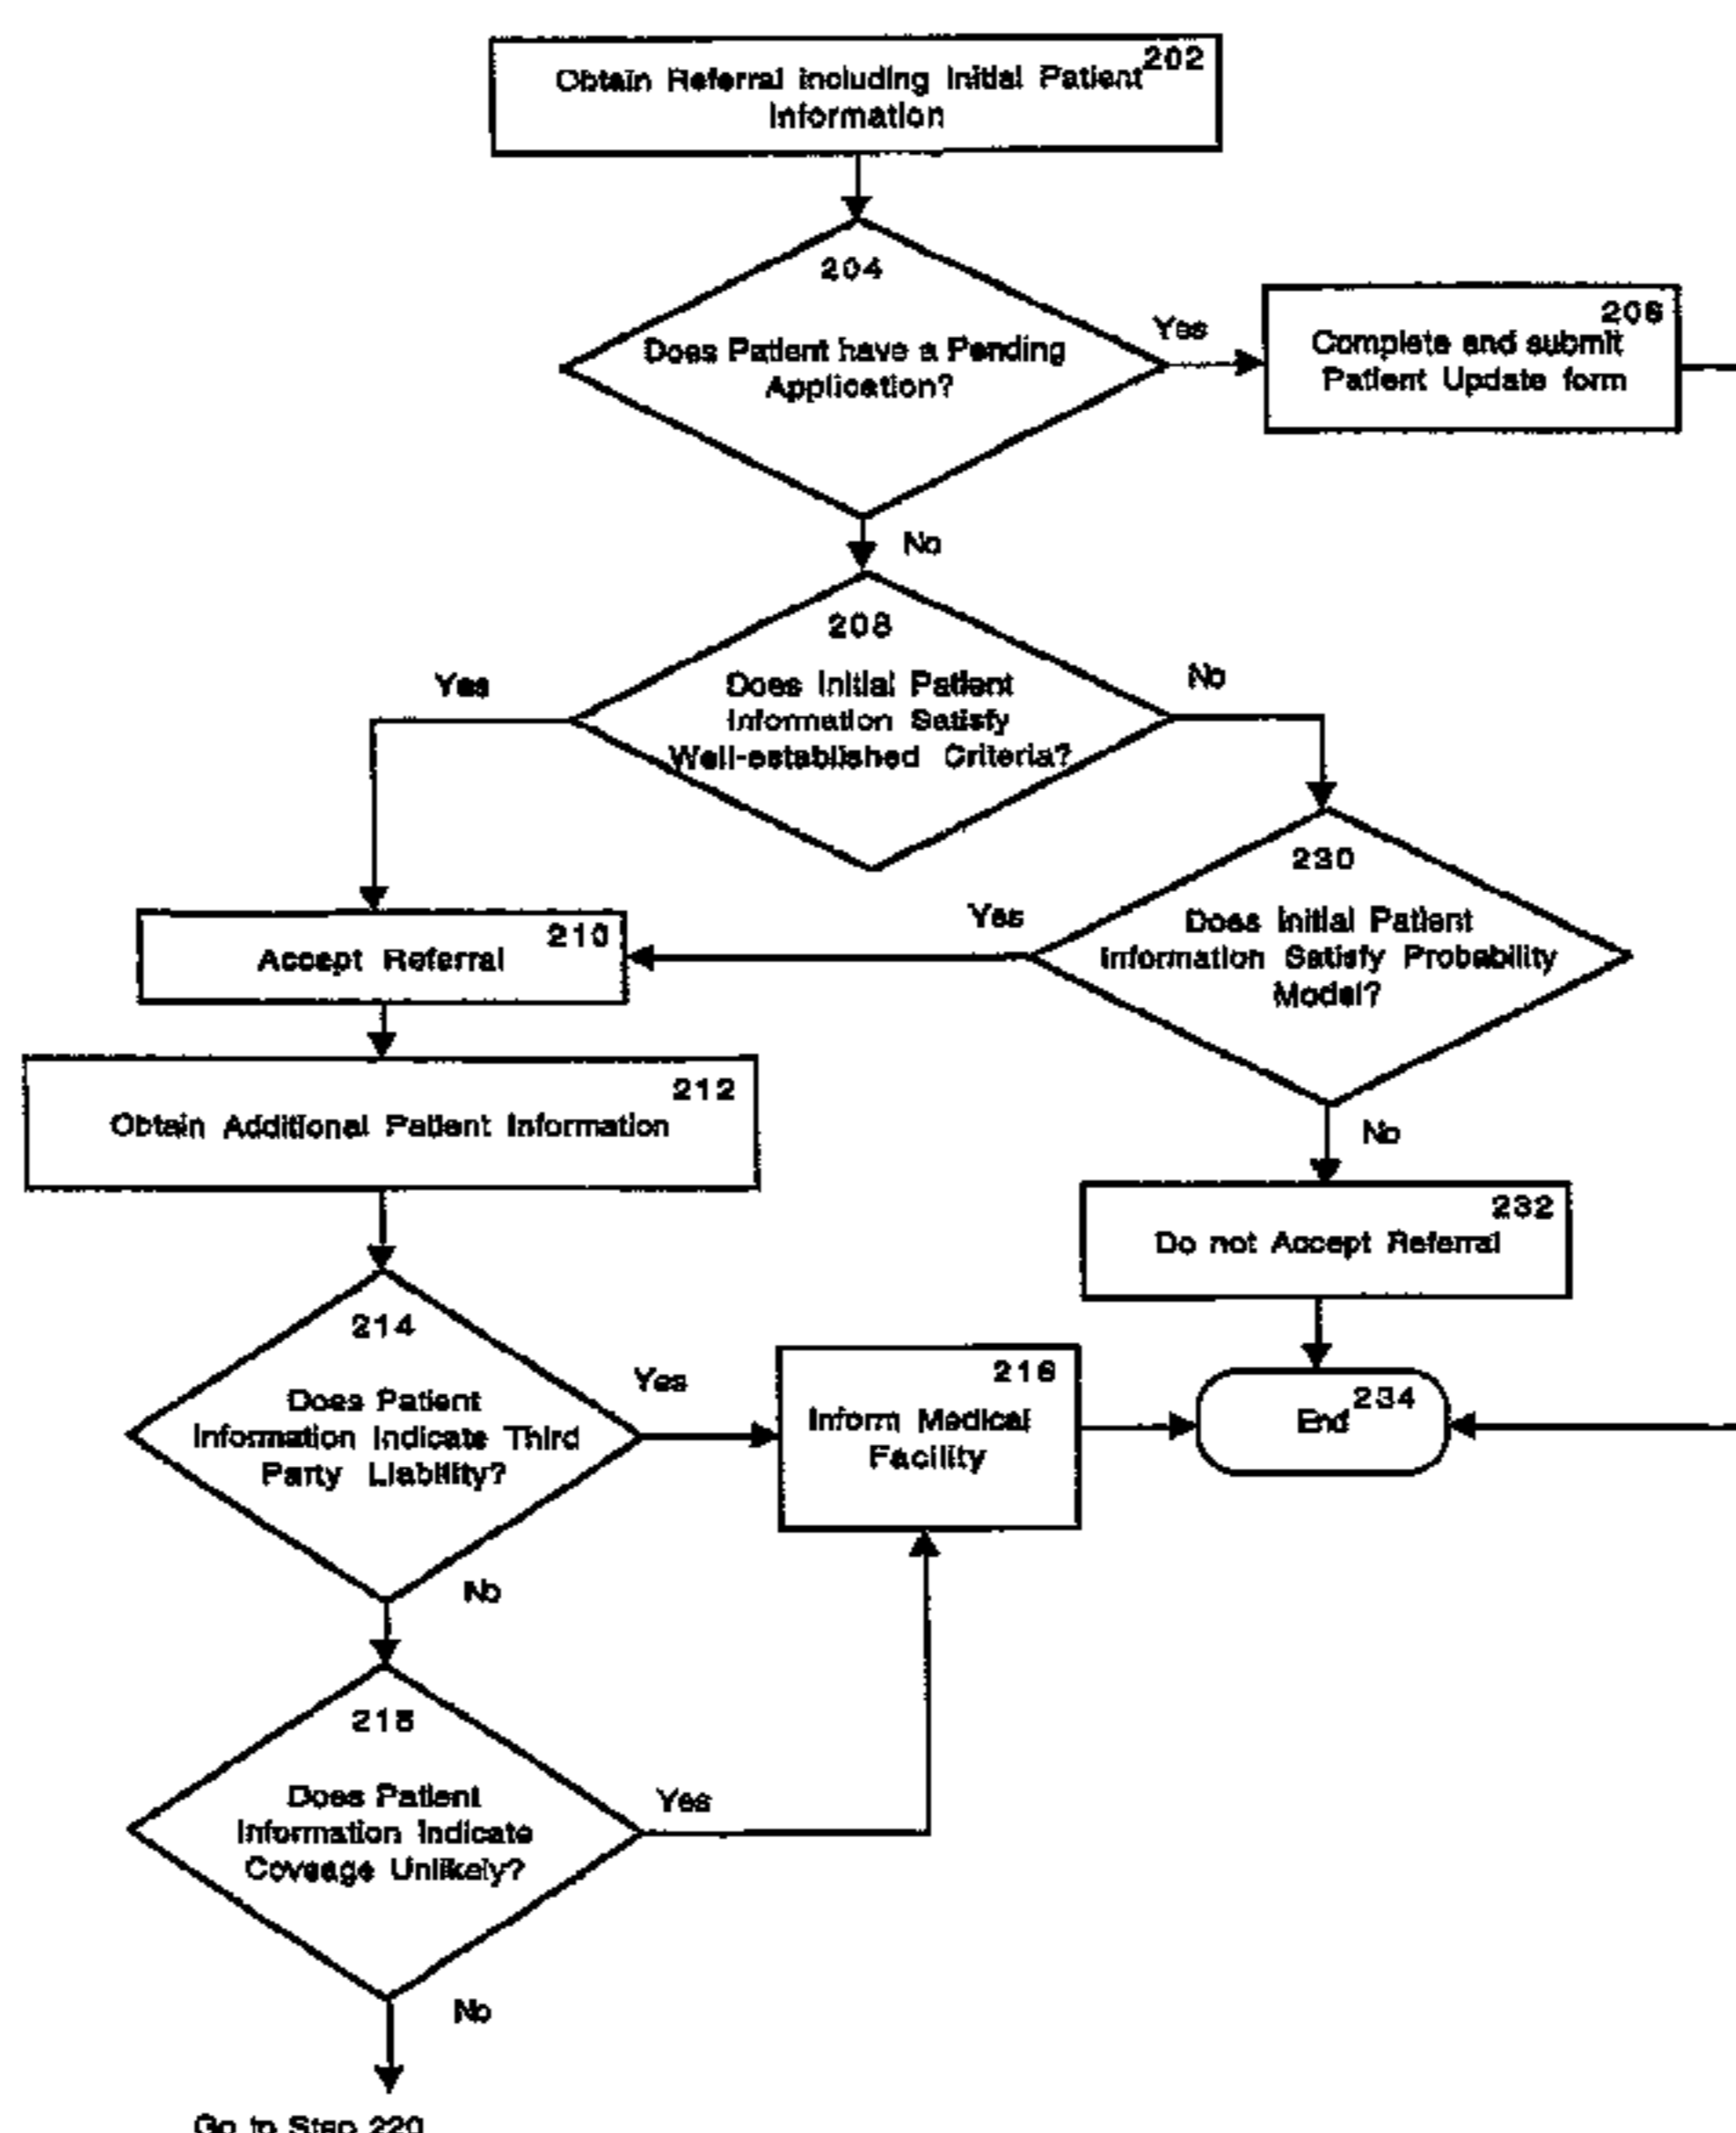 202
Obtain Referral including Initial Patient
Information
204
Does Patient have a Pending
Application?
Yes
206
Complete and submit
Patient Update form
No
208
Does Initial Patient
Information Satisfy
Well-established Criteria?
Yes
No
230
Does Initial Patient
Information Satisfy Probability
Model?
Yes
210
Accept Referral
212
Obtain Additional Patient Information
No
232
Do not Accept Referral
214
Does Patient
Information Indicate Third
Party Liability?
Yes
216
Inform Medical
Facility
234
End
No
218
Does Patient
Information Indicate
Coveage Unlikely?
Yes
No
Go to Step 220